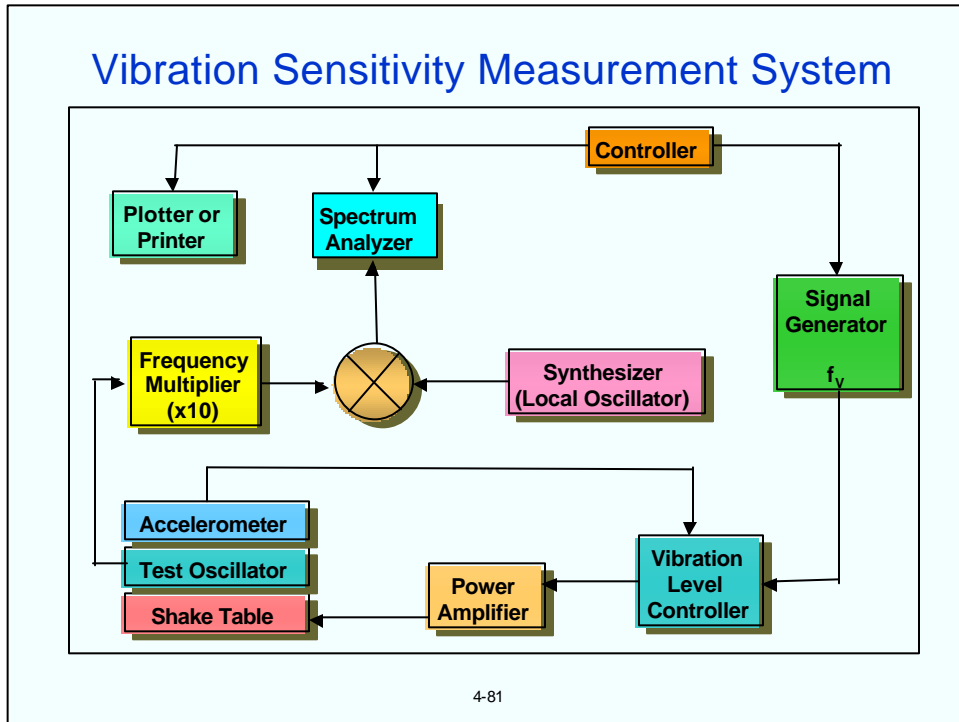 Vibration Sensitivity Measurement System
Controller
Plotter or
Printer
Spectrum
Analyzer
Signal
Generator
fv
Frequency
Multiplier
(x10)
Synthesizer
(Local Oscillator)
Accelerometer
Test Oscillator
Shake Table
Power
Amplifier
Vibration
Level
Controller
4-81